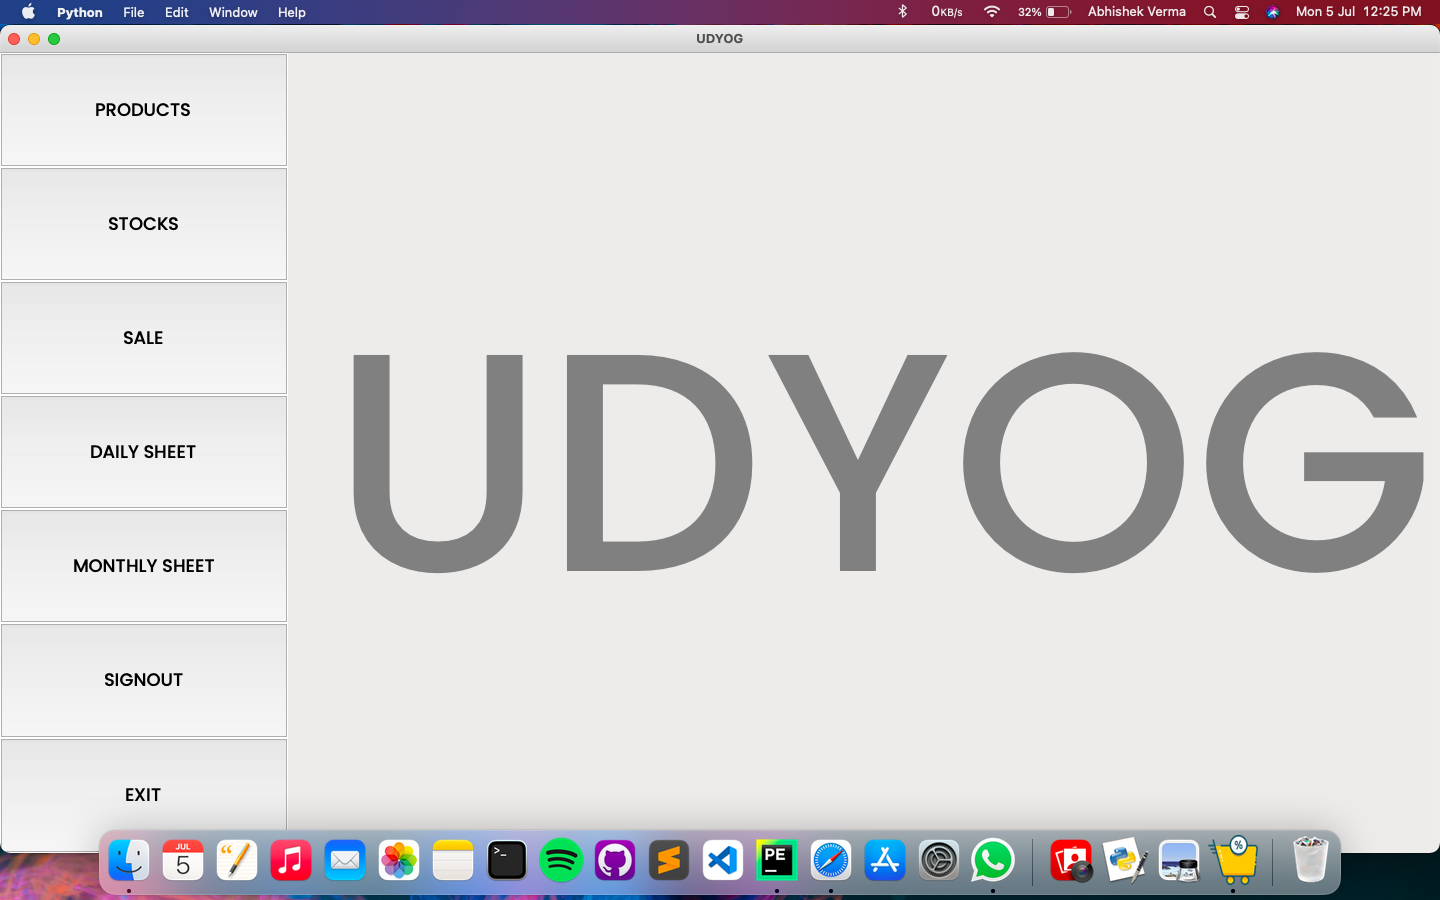 Python File Edit Window Help 0KB/s 32% Abhishek Verma Mon 5 Jul 12:25 PM
UDYOG
PRODUCTS
STOCKS
SALE
DAILY SHEET
MONTHLY SHEET
SIGNOUT
EXIT
UDYOG
JUL
5
>_
PE
%